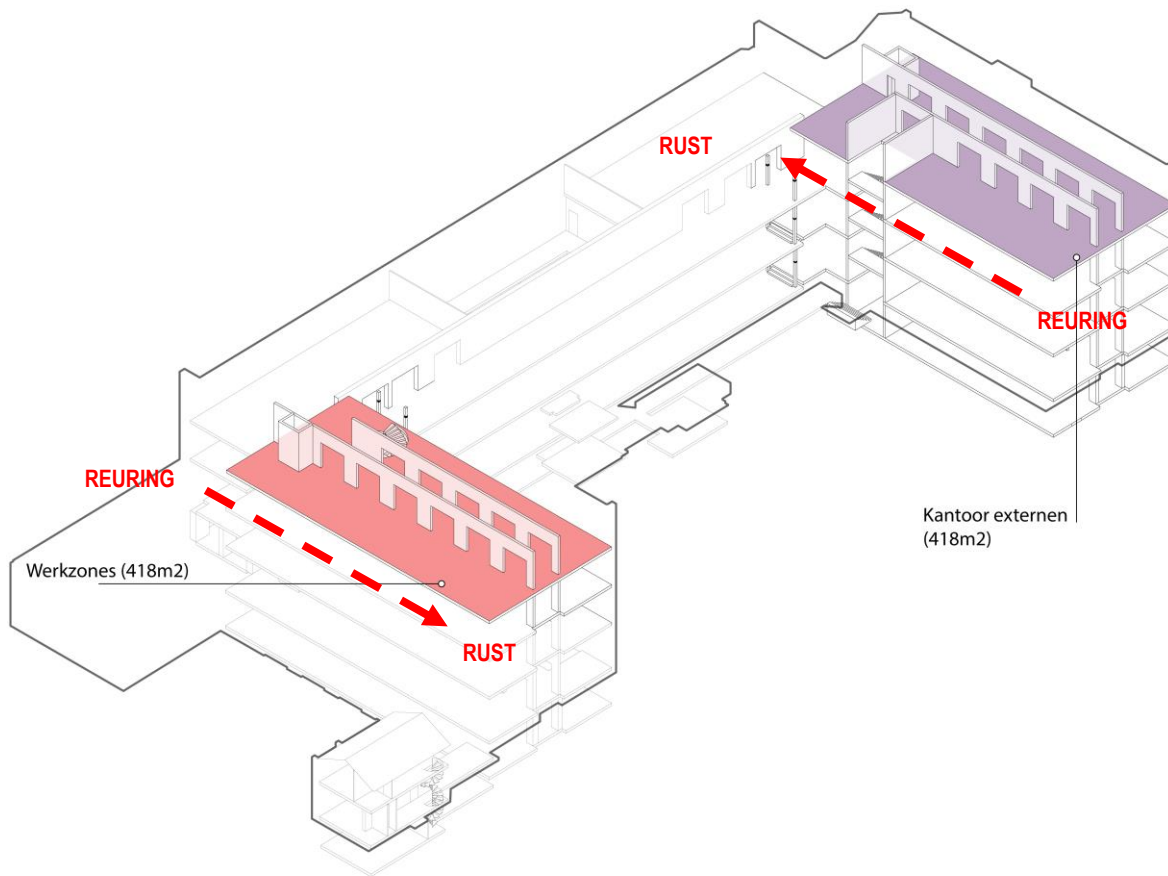 RUST
REURING
REURING
Kantoor externen
(418m2)
Werkzones (418m2)
RUST